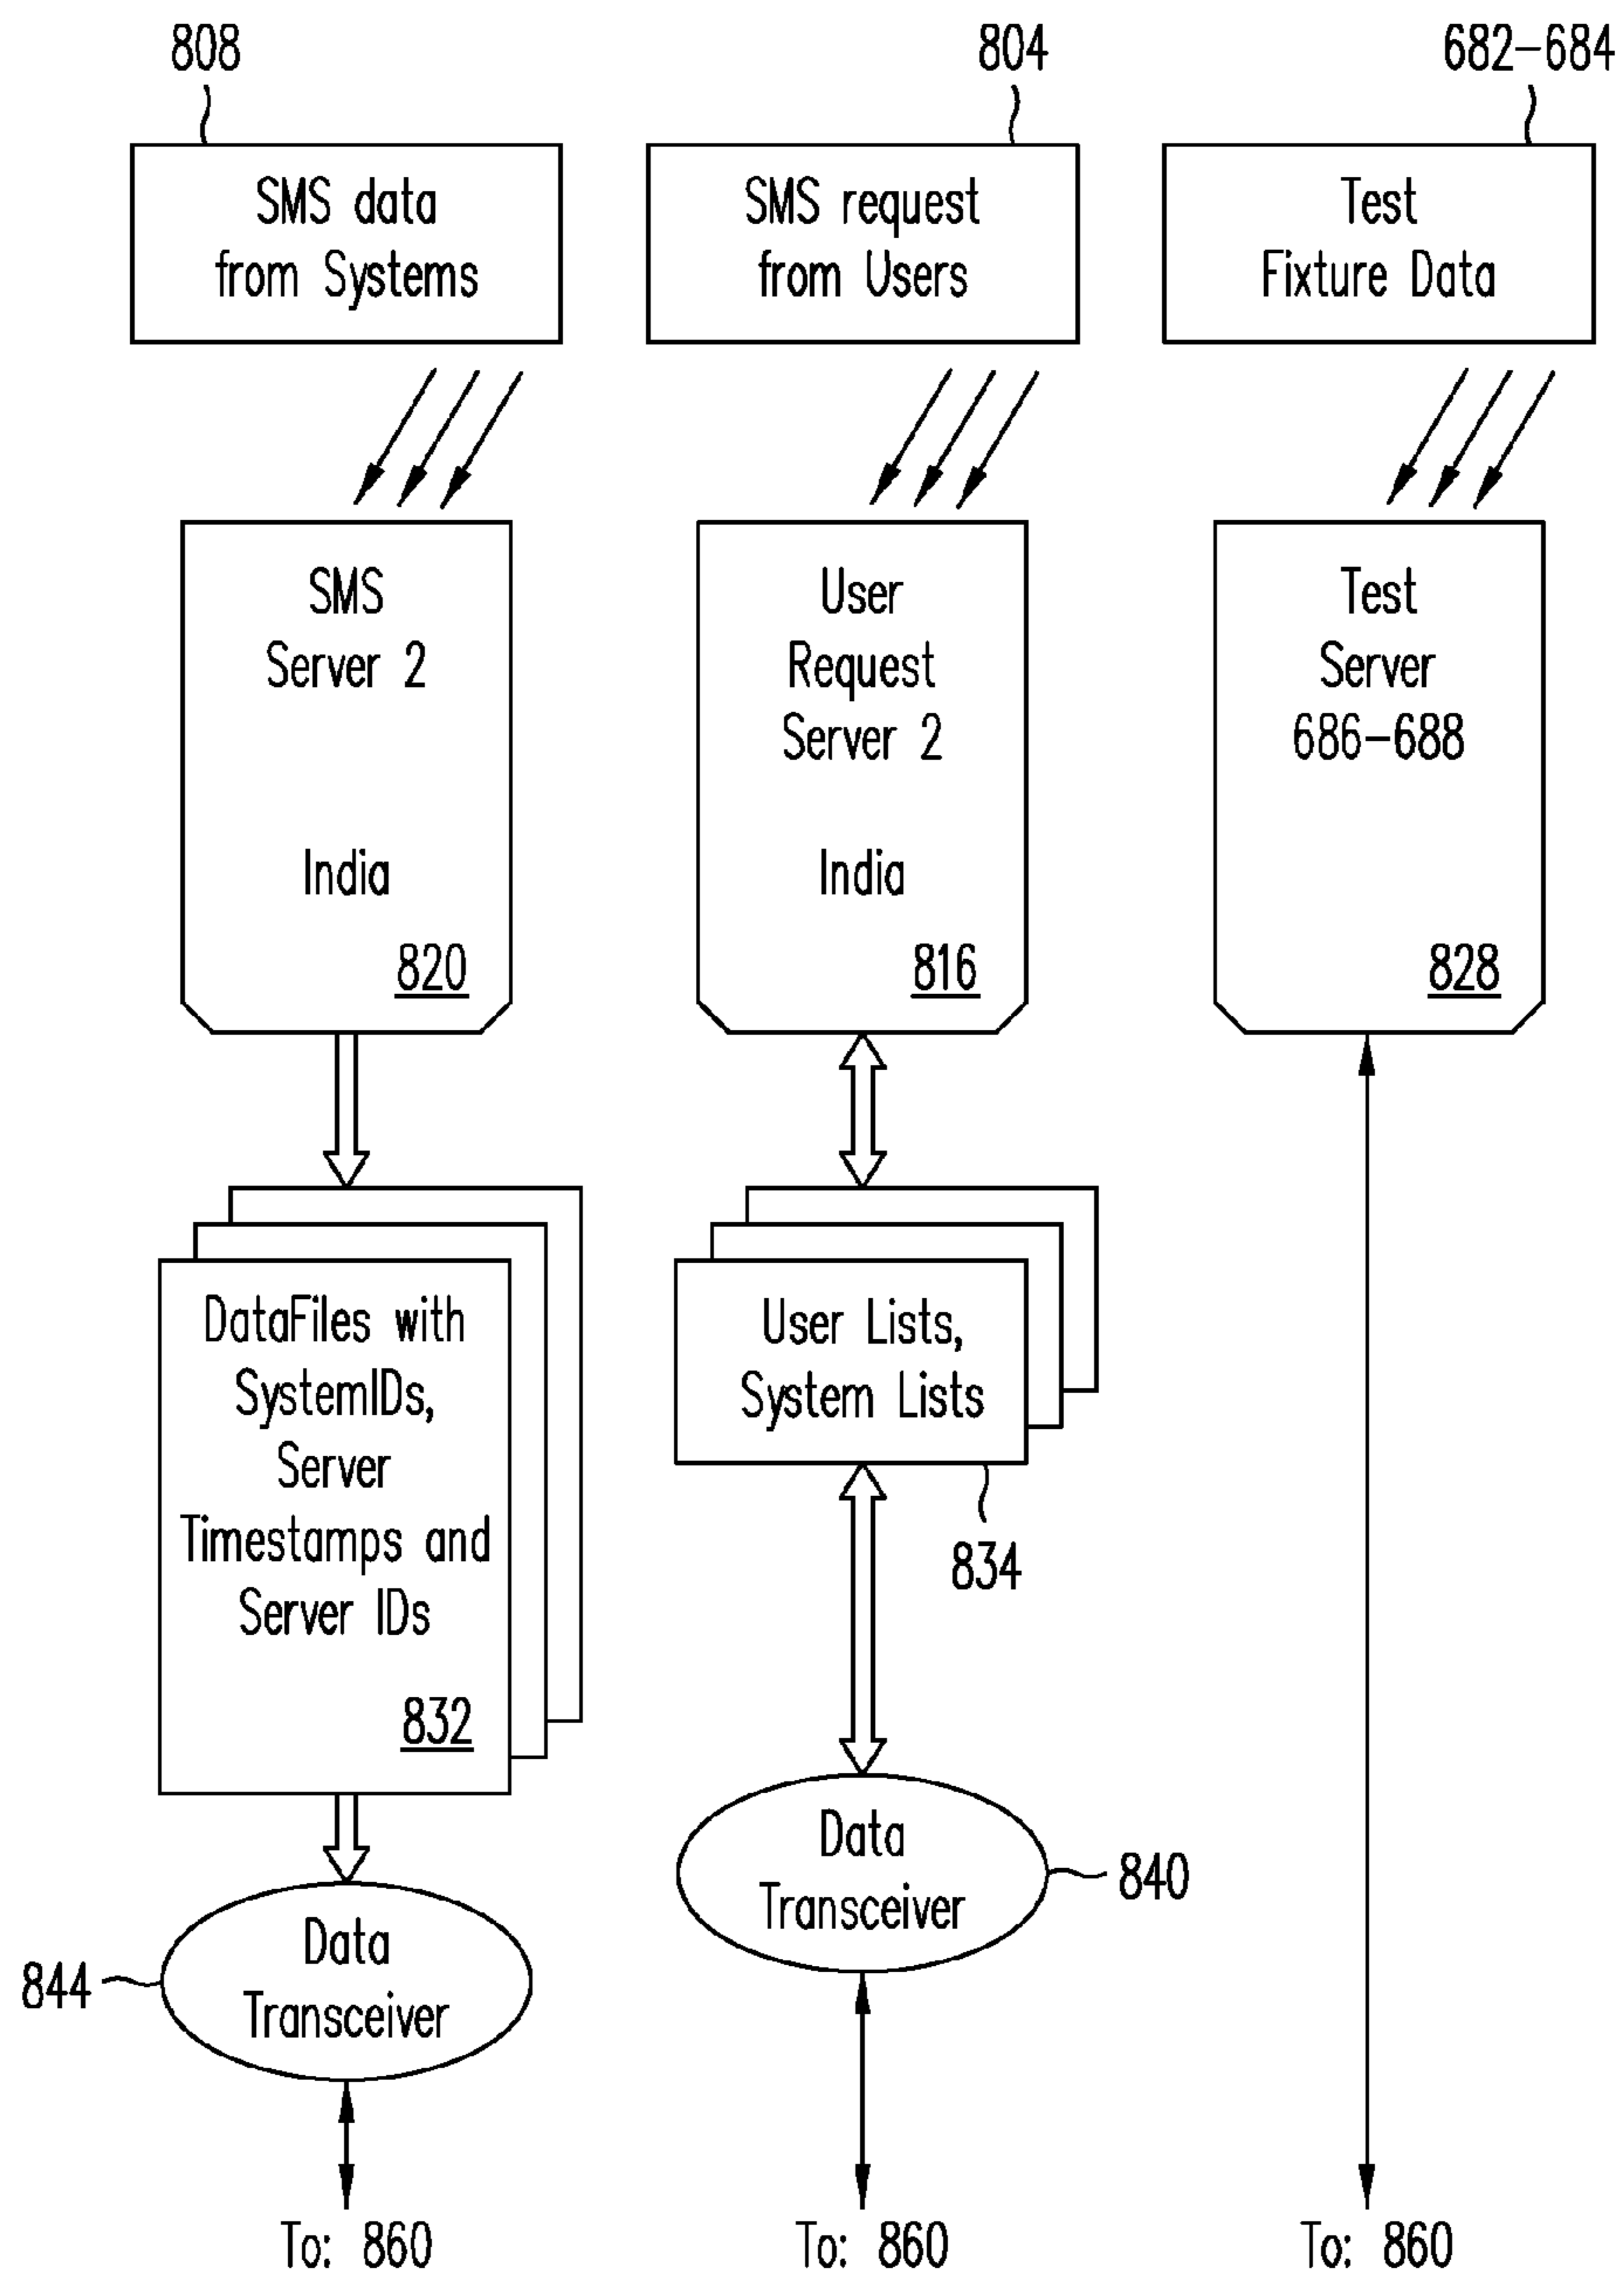 808
804
682-684
SMS data
from Systems
SMS request
from Users
Test
Fixture Data
SMS
Server 2
India
820
User
Request
Server 2
India
816
Test
Server
686-688
828
DataFiles with
SystemIDs,
Server
Timestamps and
Server IDs
832
User Lists,
System Lists
834
Data
Transceiver
840
Data
Transceiver
844
To: 860
To: 860
To: 860